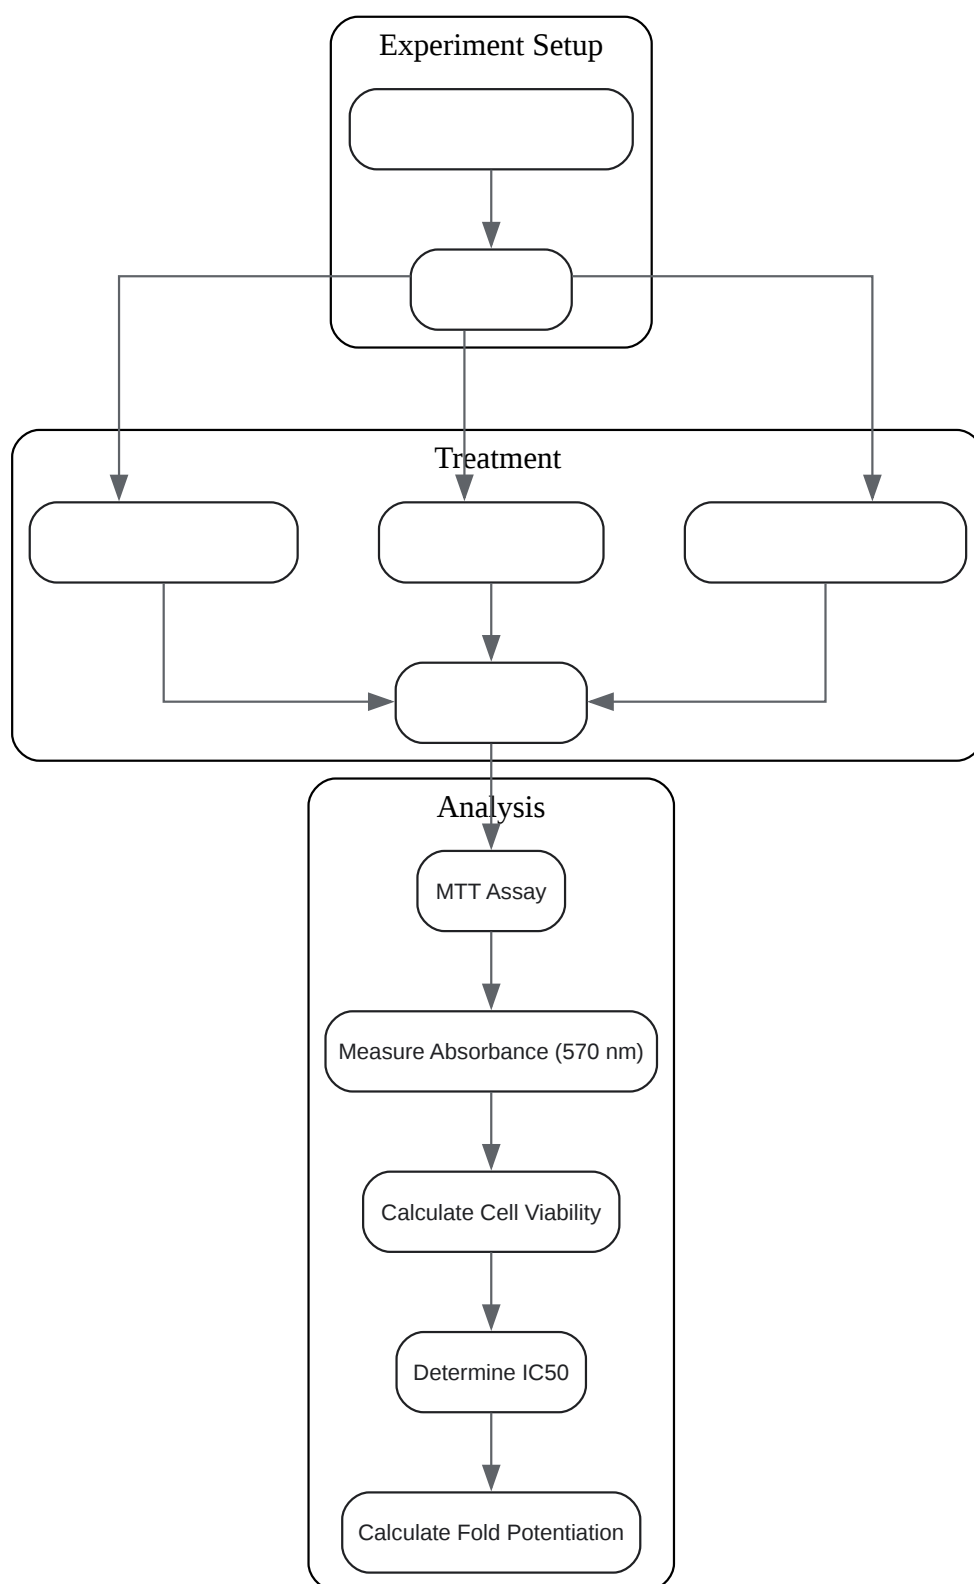 Experiment Setup
Treatment
Analysis
MTT Assay
Measure Absorbance (570 nm)
Calculate Cell Viability
Determine IC50
Calculate Fold Potentiation